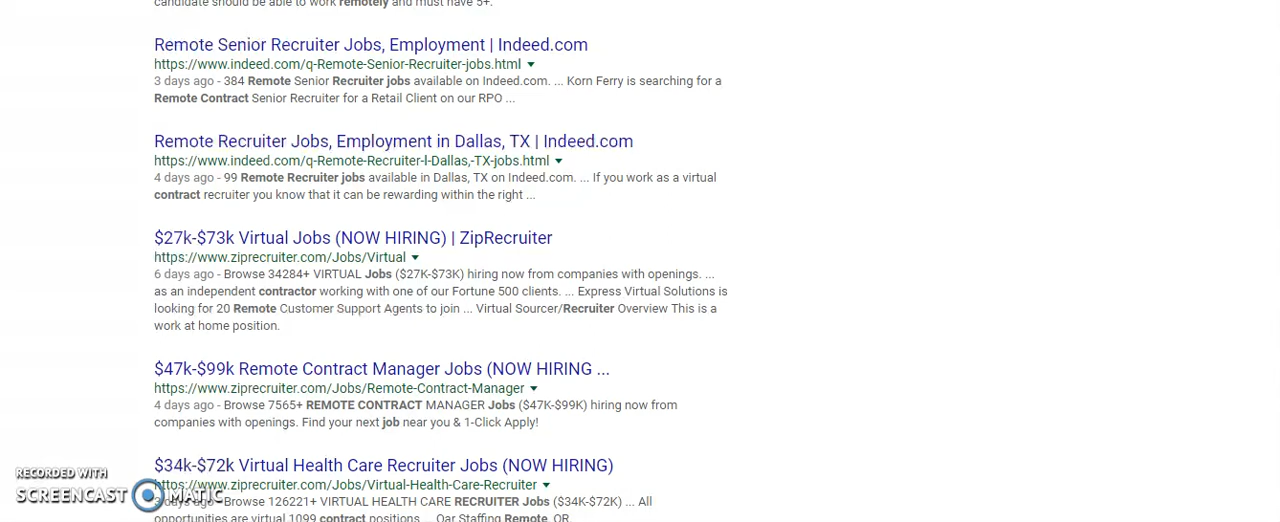 candidate should be able to work remotely and must have 5+.
Remote Senior Recruiter Jobs, Employment | Indeed.com
https://www.indeed.com/q-Remote-Senior-Recruiter-jobs.html
3 days ago - 384 Remote Senior Recruiter jobs available on Indeed.com. ... Korn Ferry is searching for a
Remote Contract Senior Recruiter for a Retail Client on our RPO ...
Remote Recruiter Jobs, Employment in Dallas, TX | Indeed.com
https://www.indeed.com/q-Remote-Recruiter-l-Dallas,-TX-jobs.html
4 days ago - 99 Remote Recruiter jobs available in Dallas, TX on Indeed.com. ... If you work as a virtual
contract recruiter you know that it can be rewarding within the right ...
$27k-$73k Virtual Jobs (NOW HIRING) | ZipRecruiter
https://www.ziprecruiter.com/Jobs/Virtual
6 days ago - Browse 34284+ VIRTUAL Jobs ($27K-$73K) hiring now from companies with openings. ...
as an independent contractor working with one of our Fortune 500 clients. ... Express Virtual Solutions is
looking for 20 Remote Customer Support Agents to join ... Virtual Sourcer/Recruiter Overview This is a
work at home position.
$47k-$99k Remote Contract Manager Jobs (NOW HIRING ...
https://www.ziprecruiter.com/Jobs/Remote-Contract-Manager
4 days ago - Browse 7565+ REMOTE CONTRACT MANAGER Jobs ($47K-$99K) hiring now from
companies with openings. Find your next job near you & 1-Click Apply!
$34k-$72k Virtual Health Care Recruiter Jobs (NOW HIRING)
https://www.ziprecruiter.com/Jobs/Virtual-Health-Care-Recruiter
3 days ago - Browse 126221+ VIRTUAL HEALTH CARE RECRUITER Jobs ($34K-$72K) ... All
opportunities are virtual 1099 contract positions ... Oar Staffing Remote, OR.
RECORDED WITH
SCREENCAST MATIC